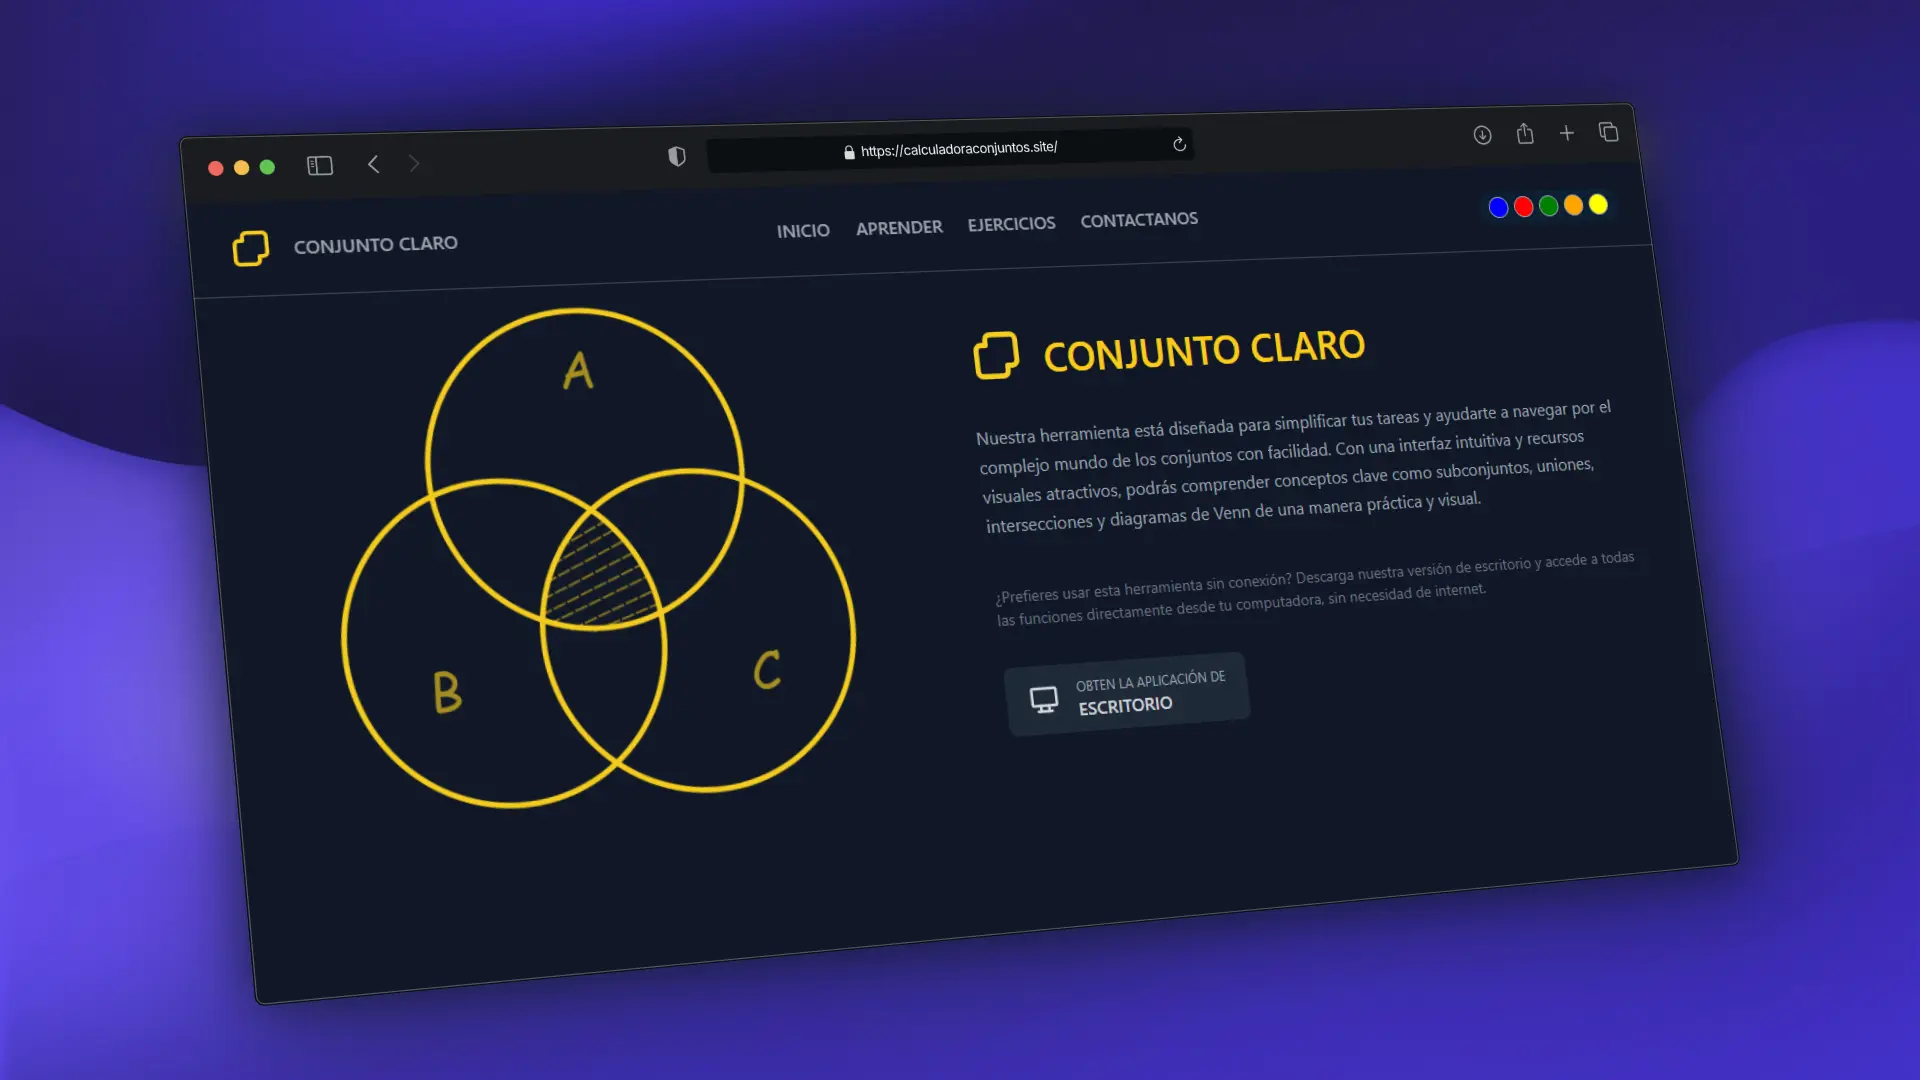 https://calculadoraconjuntos.site/
CONJUNTO CLARO
INICIO
APRENDER
EJERCICIOS
CONTACTANOS
A
B
C
CONJUNTO CLARO
Nuestra herramienta está diseñada para simplificar tus tareas y ayudarte a navegar por el
complejo mundo de los conjuntos con facilidad. Con una interfaz intuitiva y recursos
visuales atractivos, podrás comprender conceptos clave como subconjuntos, uniones,
intersecciones y diagramas de Venn de una manera práctica y visual.
¿Prefieres usar esta herramienta sin conexión? Descarga nuestra versión de escritorio y accede a todas
las funciones directamente desde tu computadora, sin necesidad de internet.
OBTEN LA APLICACIÓN DE
ESCRITORIO